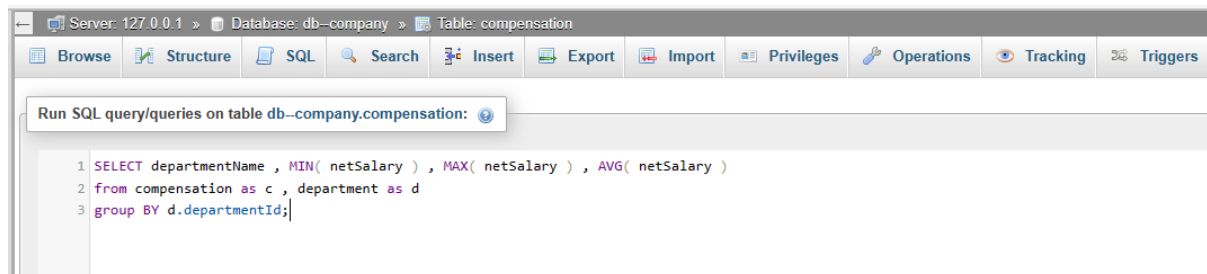 ← Server: 127.0.0.1 » Database: db--company » Table: compensation
Browse Structure SQL Search Insert Export Import Privileges Operations Tracking Triggers
Run SQL query/queries on table db--company.compensation:
1 SELECT departmentName , MIN( netSalary ) , MAX( netSalary ) , AVG( netSalary )
2 from compensation as c , department as d
3 group BY d.departmentId;